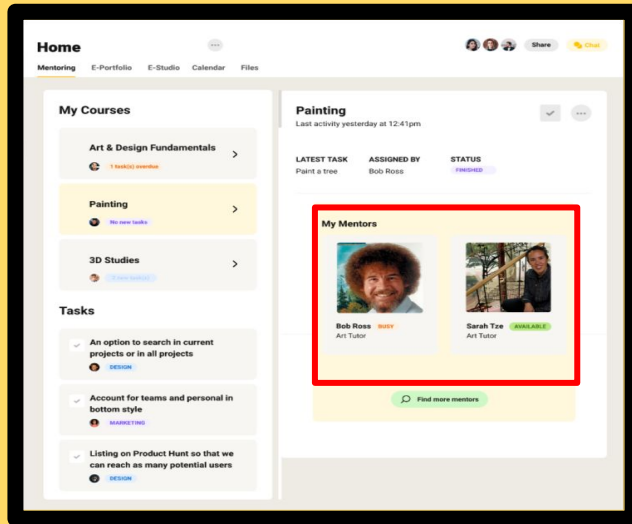 Home
Share
Chat
Mentoring E-Portfolio E-Studio Calendar Files
My Courses
Art & Design Fundamentals
1 task(s) overdue
Painting
No new tasks
3D Studies
Tasks
An option to search in current
projects or in all projects
DESIGN
Account for teams and personal in
bottom style
MARKETING
Listing on Product Hunt so that we
can reach as many potential users
DESIGN
Painting
Last activity yesterday at 12:41pm
LATEST TASK ASSIGNED BY STATUS
Paint a tree Bob Ross FINISHED
My Mentors
Bob Ross BUSY
Art Tutor
Sarah Tze AVAILABLE
Art Tutor
Find more mentors